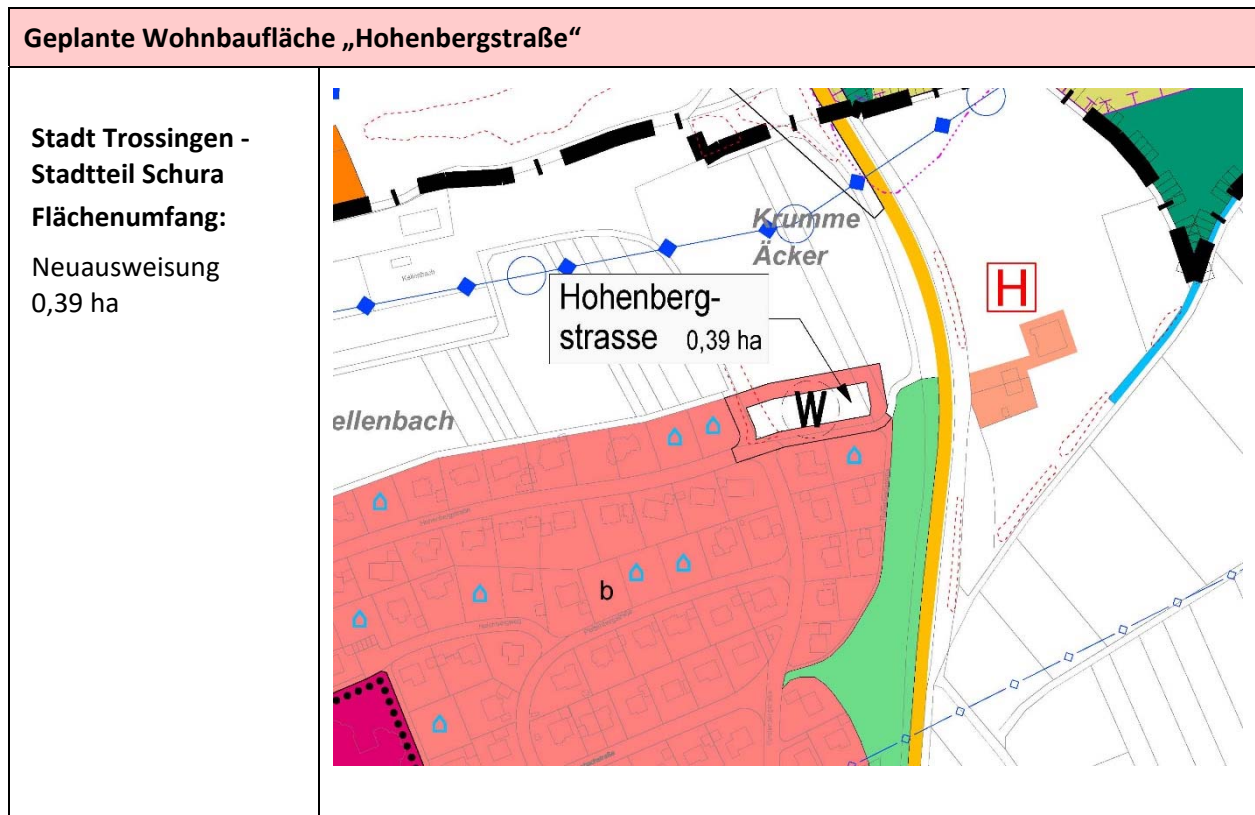 Geplante Wohnbaufläche „Hohenbergstraße“
Stadt Trossingen -
Stadtteil Schura
Flächenumfang:
Neuausweisung
0,39 ha
Krumme
Äcker
H
Hohenberg-
strasse 0,39 ha
W
ellenbach
b